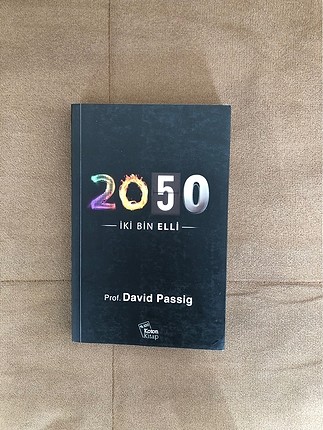 2050
İKİ BİN ELLİ
Prof. David Passig
Koton
Kitap